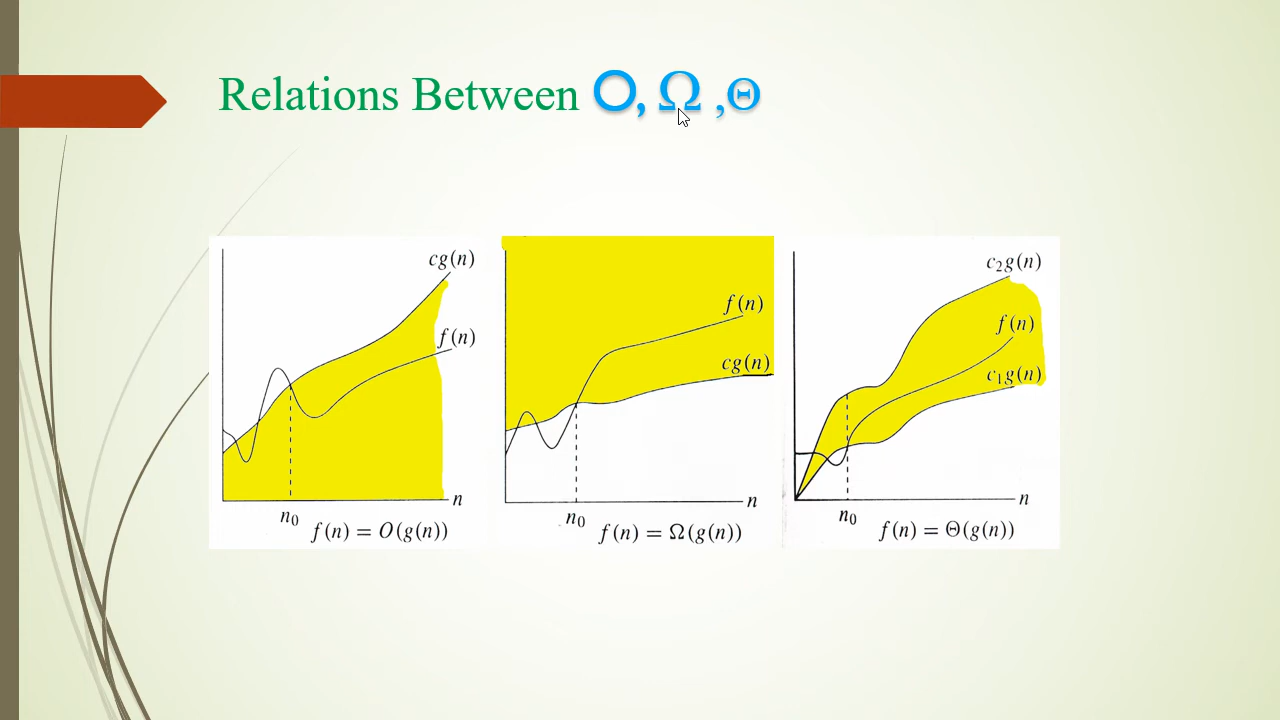 Relations Between O, Ω ,Θ
cg(n)
f(n)
n
n₀
f(n) = O(g(n))
f(n)
cg(n)
n
n₀
f(n) = Ω(g(n))
c₂g(n)
f(n)
c₁g(n)
n
n₀
f(n) = Θ(g(n))